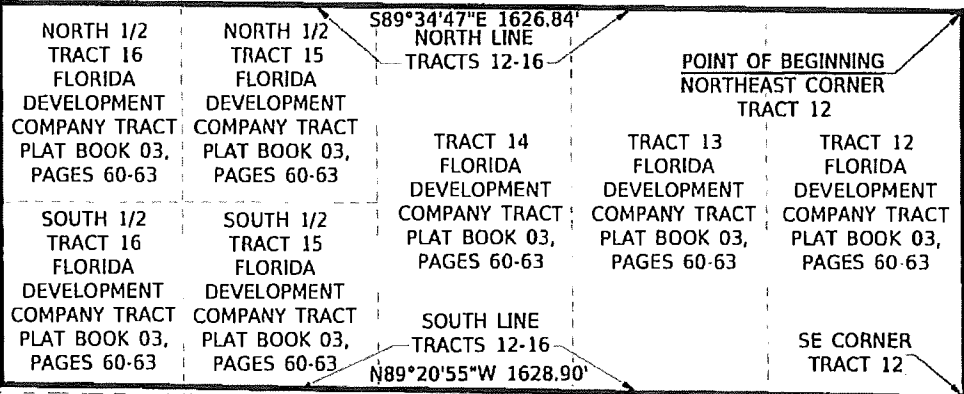 S89°34'47"E 1626.84'
NORTH LINE
TRACTS 12-16
POINT OF BEGINNING
NORTHEAST CORNER
TRACT 12
NORTH 1/2
TRACT 16
FLORIDA
DEVELOPMENT
COMPANY TRACT
PLAT BOOK 03,
PAGES 60-63
NORTH 1/2
TRACT 15
FLORIDA
DEVELOPMENT
COMPANY TRACT
PLAT BOOK 03,
PAGES 60-63
TRACT 14
FLORIDA
DEVELOPMENT
COMPANY TRACT
PLAT BOOK 03,
PAGES 60-63
TRACT 13
FLORIDA
DEVELOPMENT
COMPANY TRACT
PLAT BOOK 03,
PAGES 60-63
TRACT 12
FLORIDA
DEVELOPMENT
COMPANY TRACT
PLAT BOOK 03,
PAGES 60-63
SOUTH 1/2
TRACT 16
FLORIDA
DEVELOPMENT
COMPANY TRACT
PLAT BOOK 03,
PAGES 60-63
SOUTH 1/2
TRACT 15
FLORIDA
DEVELOPMENT
COMPANY TRACT
PLAT BOOK 03,
PAGES 60-63
SOUTH LINE
TRACTS 12-16
N89°20'55"W 1628.90'
SE CORNER
TRACT 12